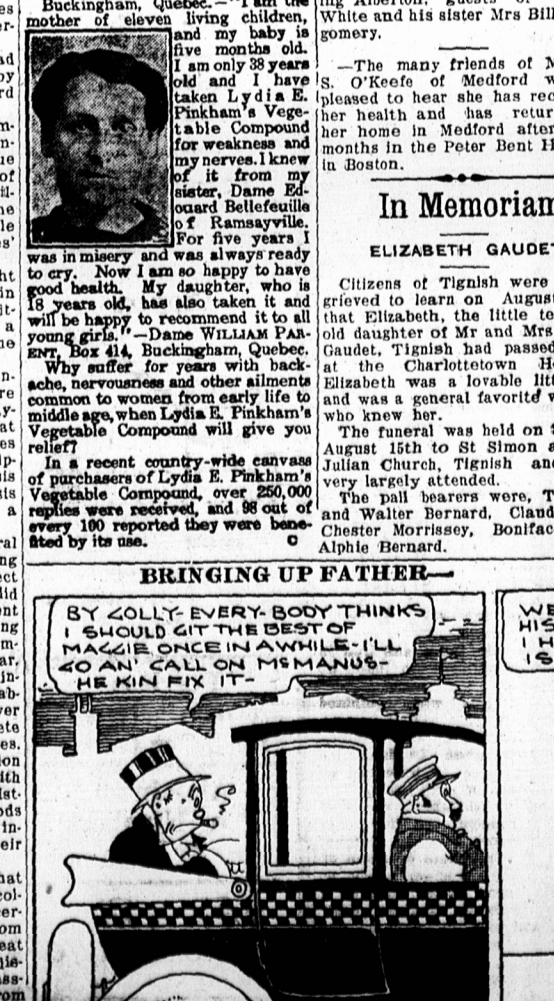 Buckingham, Quebec.—"I am the
mother of eleven living children,
and my baby is
five months old.
I am only 38 years
old and I have
taken Lydia E.
Pinkham's Vege-
table Compound
for weakness and
my nerves. I knew
of it from my
sister, Dame Ed-
ouard Bellefeuille
of Ramsayville.
For five years I
was in misery and was always ready
to cry. Now I am so happy to have
good health. My daughter, who is
18 years old, has also taken it and
will be happy to recommend it to all
young girls."—Dame WILLIAM PAR-
ENT, Box 414, Buckingham, Quebec.
Why suffer for years with back-
ache, nervousness and other ailments
common to women from early life to
middle age, when Lydia E. Pinkham's
Vegetable Compound will give you
relief?
In a recent country-wide canvass
of purchasers of Lydia E. Pinkham's
Vegetable Compound, over 250,000
replies were received, and 98 out of
every 100 reported they were bene-
fited by its use. C
White and his sister Mrs Bill
gomery.
—The many friends of M
S. O'Keefe of Medford w
pleased to hear she has rec
her health and has retur
her home in Medford after
months in the Peter Bent H
in Boston.
In Memoriam
ELIZABETH GAUDET
Citizens of Tignish were
grieved to learn on August
that Elizabeth, the little te
old daughter of Mr and Mrs
Gaudet, Tignish had passed
at the Charlottetown Ho
Elizabeth was a lovable litt
and was a general favorite w
who knew her.
The funeral was held on
August 15th to St Simon a
Julian Church, Tignish and
very largely attended.
The pall bearers were, T
and Walter Bernard, Claud
Chester Morrissey, Bonifac
Alphie Bernard.
BRINGING UP FATHER—
BY GOLLY- EVERY-BODY THINKS
I SHOULD GIT THE BEST OF
MAGGIE ONCE IN AWHILE- I'LL
GO AN' CALL ON McMANUS-
HE KIN FIX IT-
WE
HIS
I H
IS